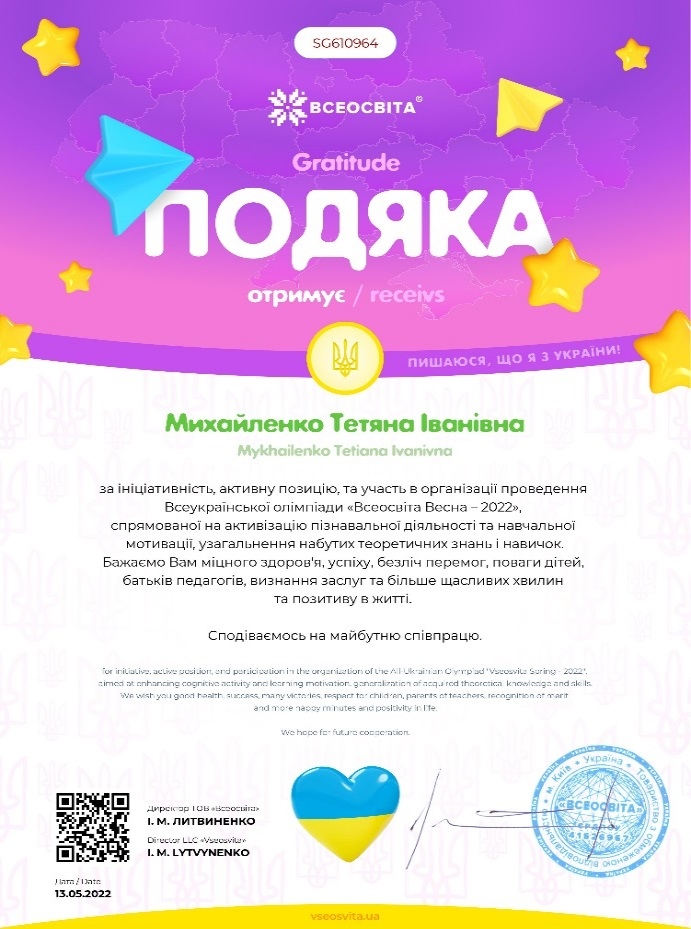 SG610964
ВСЕОСВІТА©
Gratitude
ПОДЯКА
отримує / receivs
ПИШАЮСЯ, ЩО Я З УКРАЇНИ!
Михайленко Тетяна Іванівна
Mykhailenko Tetiana Ivanivna
за ініціативність, активну позицію, та участь в організації проведення
Всеукраїнської олімпіади «Всеосвіта Весна – 2022»,
спрямованої на активізацію пізнавальної діяльності та навчальної
мотивації, узагальнення набутих теоретичних знань і навичок.
Бажаємо Вам міцного здоров'я, успіху, безліч перемог, поваги дітей,
батьків педагогів, визнання заслуг та більше щасливих хвилин
та позитиву в житті.
Сподіваємось на майбутню співпрацю.
for initiative, active position, and participation in the organization of the All-Ukrainian Olympiad "Vseosvita Spring - 2022",
aimed at enhancing cognitive activity and learning motivation, generalization of acquired theoretical knowledge and skills.
We wish you good health, success, many victories, respect for children, parents of teachers, recognition of merit
and more happy minutes and positivity in life.
We hope for future cooperation.
Директор ТОВ «Всеосвіта»
І. М. ЛИТВИНЕНКО
Director LLC «Vseosvita»
I. M. LYTVYNENKO
Дата / Date
13.05.2022
м. Київ * Україна * Товариство з обмеженою відповідальністю
«ВСЕОСВІТА»
vseosvita.ua